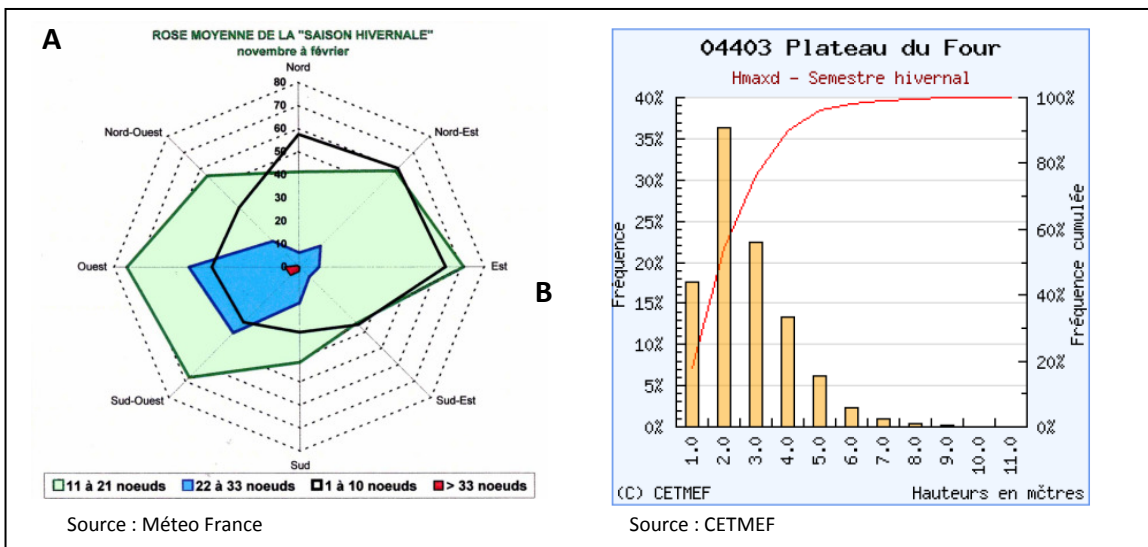 A
ROSE MOYENNE DE LA "SAISON HIVERNALE"
novembre à février
Nord
80
70
60
50
40
30
20
10
0
Nord-Ouest
Nord-Est
Ouest
Est
Sud-Ouest
Sud-Est
Sud
11 à 21 noeuds 22 à 33 noeuds 1 à 10 noeuds > 33 noeuds
Source : Méteo France
B
04403 Plateau du Four
Hmaxd - Semestre hivernal
40%
35%
30%
25%
20%
15%
10%
5%
0%
Fréquence
100%
80%
60%
40%
20%
0%
Fréquence cumulée
1.0 2.0 3.0 4.0 5.0 6.0 7.0 8.0 9.0 10.0 11.0
(C) CETMEF Hauteurs en mčtres
Source : CETMEF